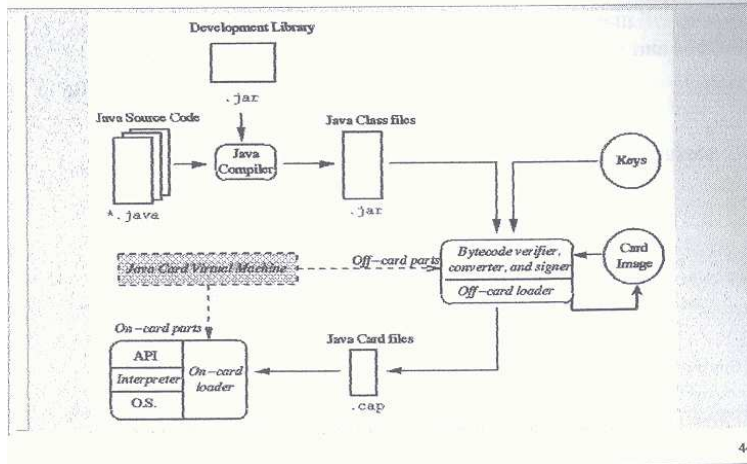 Development Library
.jar
Java Source Code
*.java
Java
Compiler
Java Class files
.jar
Keys
Java Card Virtual Machine
Off-card parts
Bytecode verifier,
converter, and signer
Off-card loader
Card
Image
On-card parts
API
Interpreter
O.S.
On-card
loader
Java Card files
.cap